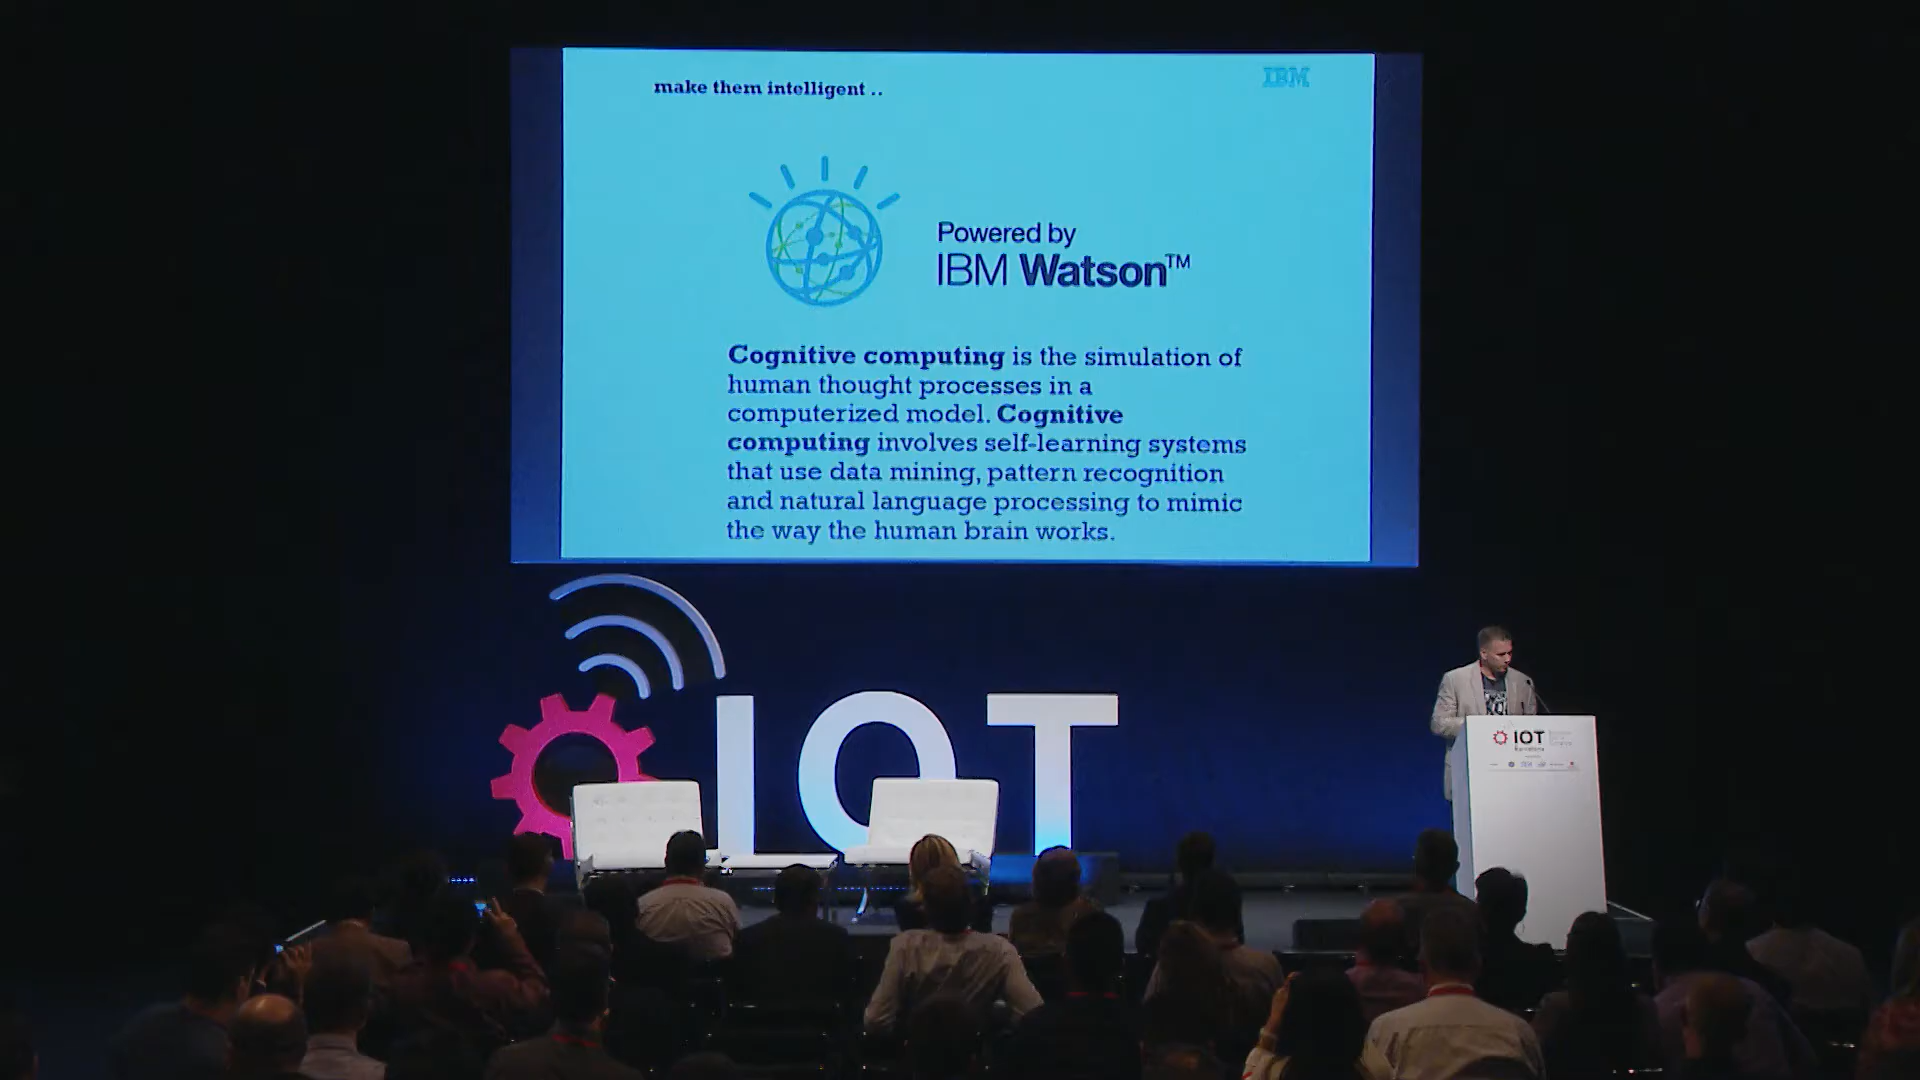 make them intelligent ..
IBM
Powered by
IBM Watson™
Cognitive computing is the simulation of
human thought processes in a
computerized model. Cognitive
computing involves self-learning systems
that use data mining, pattern recognition
and natural language processing to mimic
the way the human brain works.
IOT
IOT
Barcelona